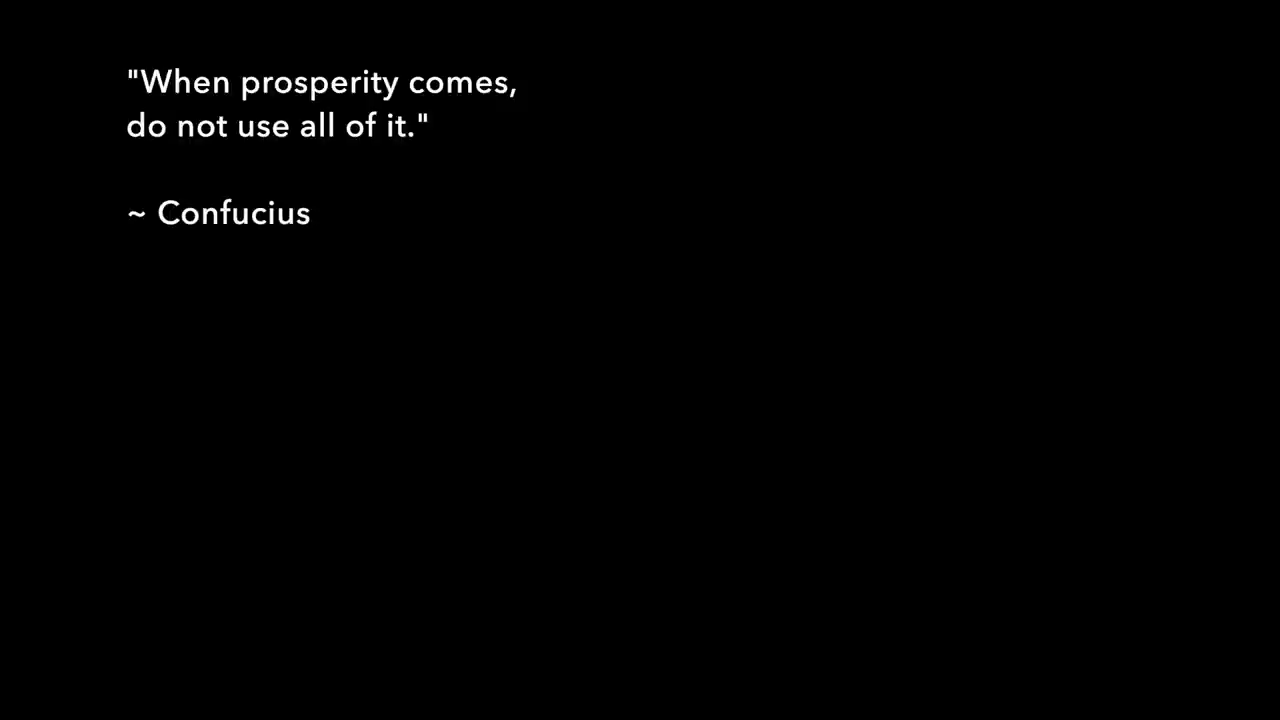 "When prosperity comes,
do not use all of it."
~ Confucius